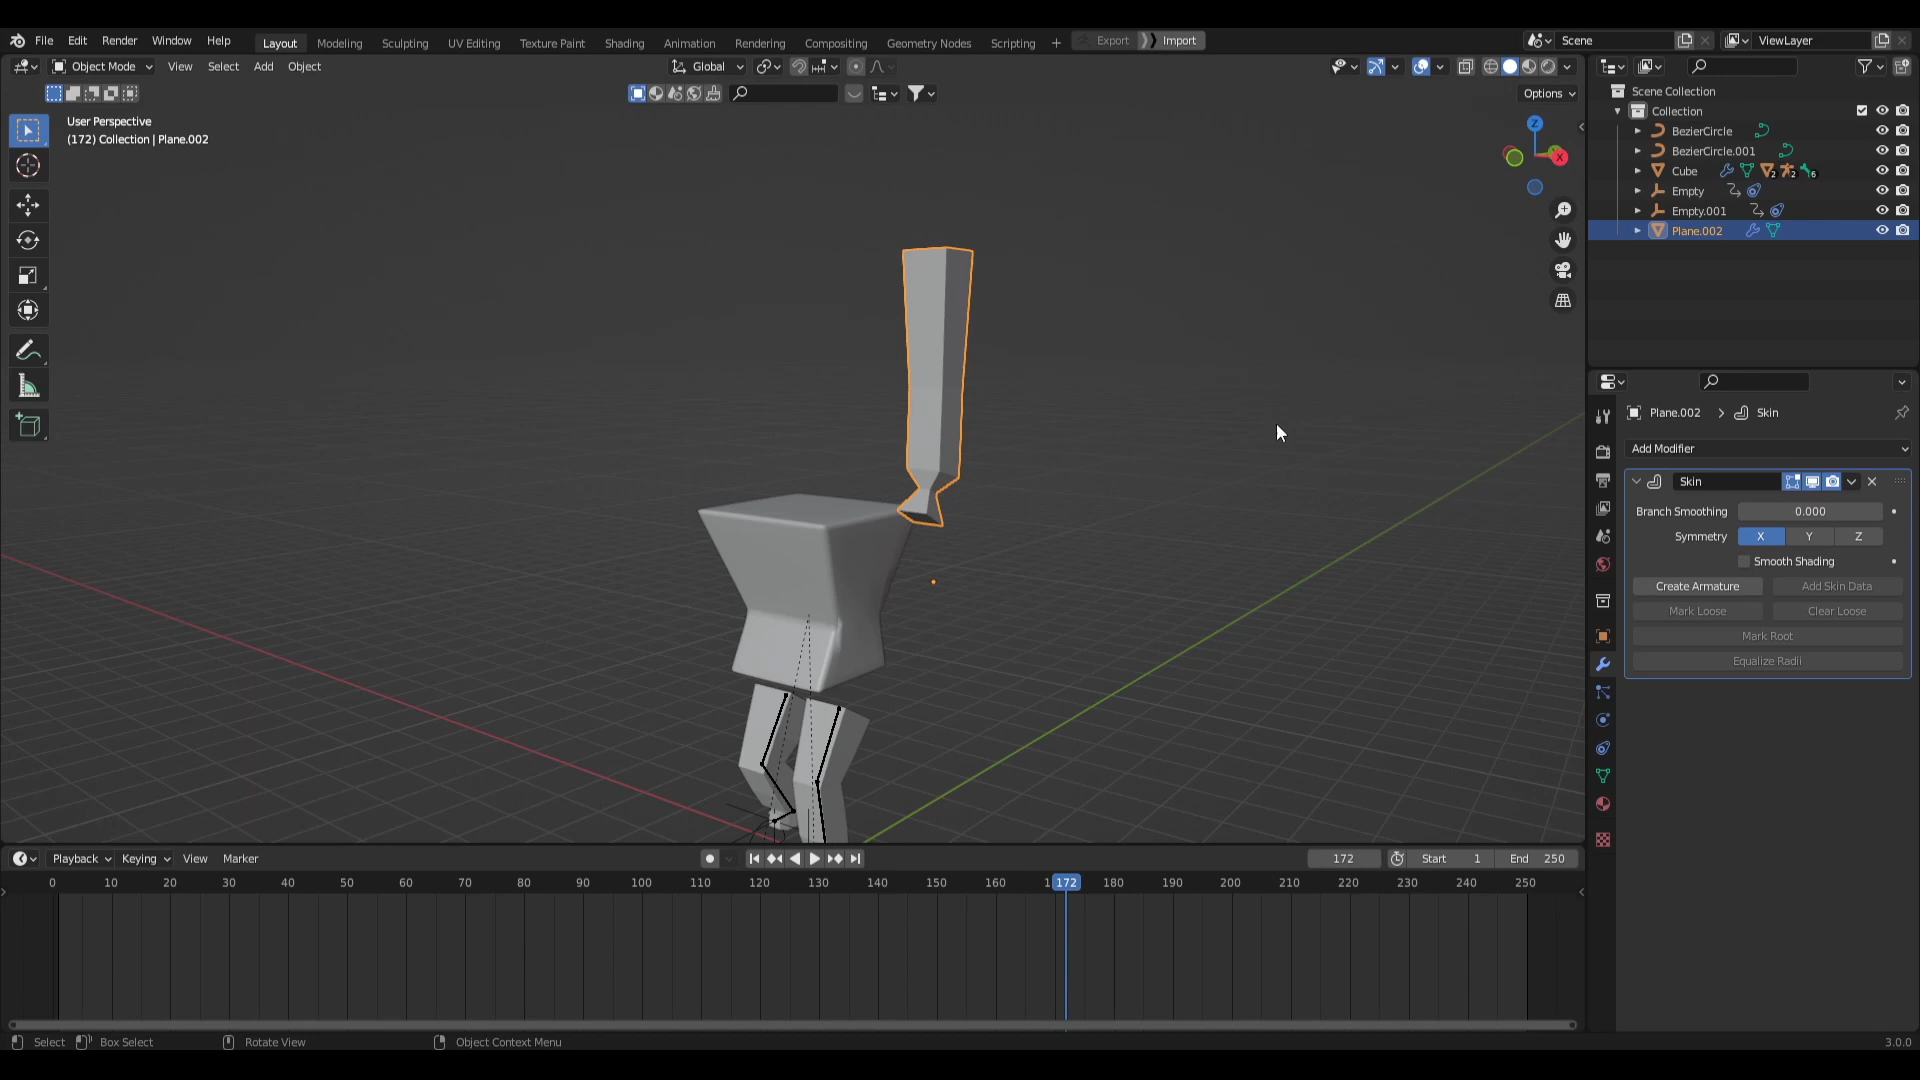 File Edit Render Window Help Layout Modeling Sculpting UV Editing Texture Paint Shading Animation Rendering Compositing Geometry Nodes Scripting + Export Import Scene ViewLayer
Object Mode View Select Add Object Global
Options
User Perspective
(172) Collection | Plane.002
Z
X
Scene Collection
Collection
BezierCircle
BezierCircle.001
Cube 2 2 6
Empty
Empty.001
Plane.002
Plane.002 > Skin
Add Modifier
Skin
Branch Smoothing 0.000
Symmetry X Y Z
Smooth Shading
Create Armature Add Skin Data
Mark Loose Clear Loose
Mark Root
Equalize Radii
Playback Keying View Marker 172 Start 1 End 250
0 10 20 30 40 50 60 70 80 90 100 110 120 130 140 150 160 172 180 190 200 210 220 230 240 250
Select Box Select Rotate View Object Context Menu 3.0.0